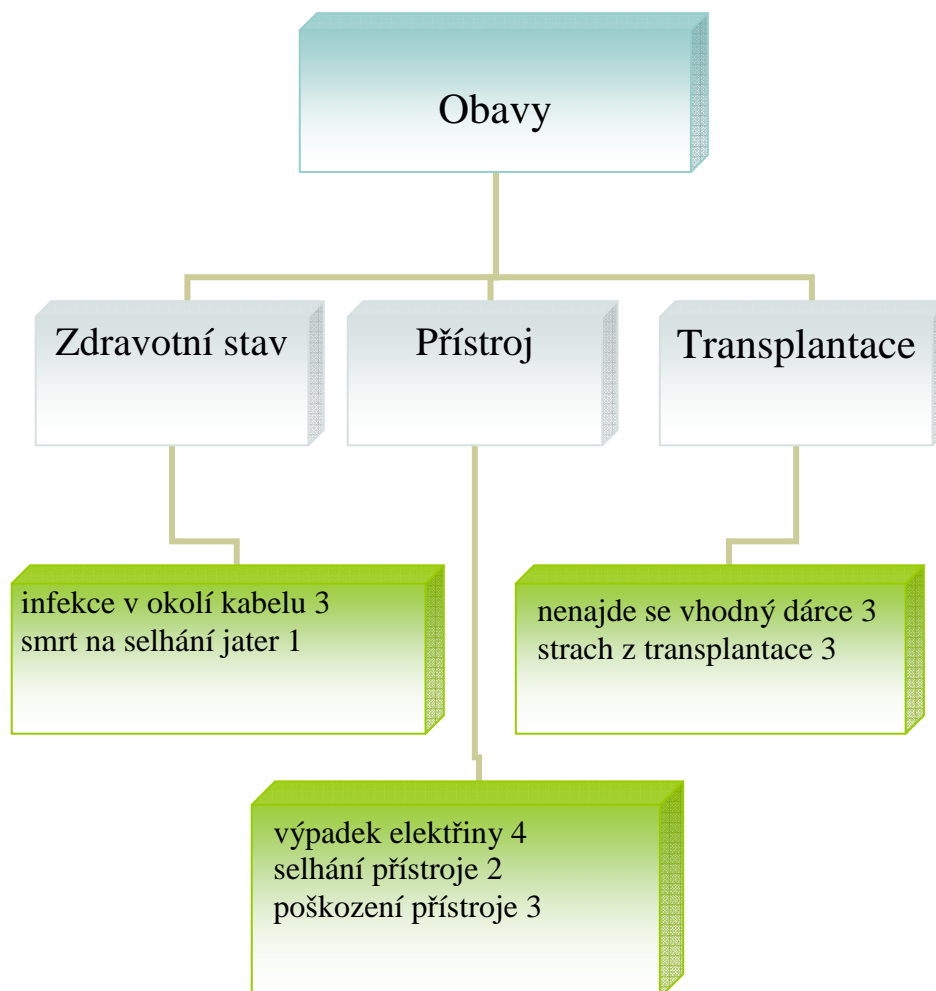 Obavy
Zdravotní stav
Přístroj
Transplantace
infekce v okolí kabelu 3
smrt na selhání jater 1
nenajde se vhodný dárce 3
strach z transplantace 3
výpadek elektřiny 4
selhání přístroje 2
poškození přístroje 3